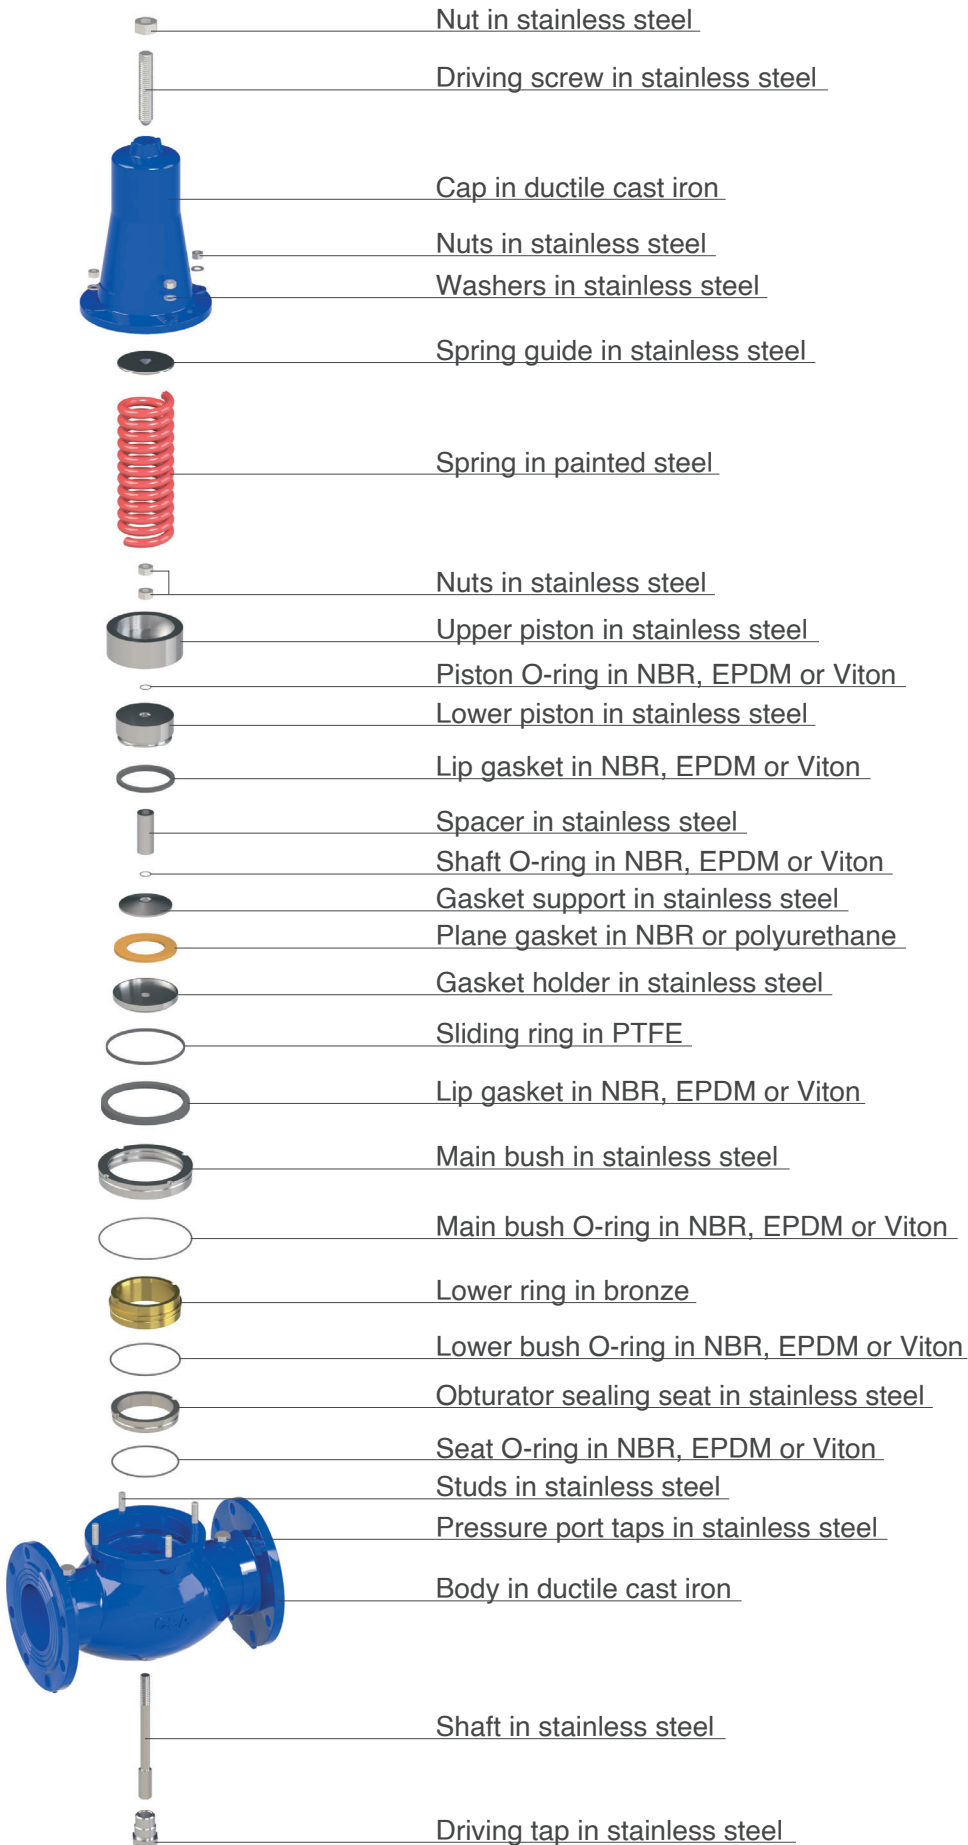 Nut in stainless steel
Driving screw in stainless steel
Cap in ductile cast iron
Nuts in stainless steel
Washers in stainless steel
Spring guide in stainless steel
Spring in painted steel
Nuts in stainless steel
Upper piston in stainless steel
Piston O-ring in NBR, EPDM or Viton
Lower piston in stainless steel
Lip gasket in NBR, EPDM or Viton
Spacer in stainless steel
Shaft O-ring in NBR, EPDM or Viton
Gasket support in stainless steel
Plane gasket in NBR or polyurethane
Gasket holder in stainless steel
Sliding ring in PTFE
Lip gasket in NBR, EPDM or Viton
Main bush in stainless steel
Main bush O-ring in NBR, EPDM or Viton
Lower ring in bronze
Lower bush O-ring in NBR, EPDM or Viton
Obturator sealing seat in stainless steel
Seat O-ring in NBR, EPDM or Viton
Studs in stainless steel
Pressure port taps in stainless steel
Body in ductile cast iron
Shaft in stainless steel
Driving tap in stainless steel